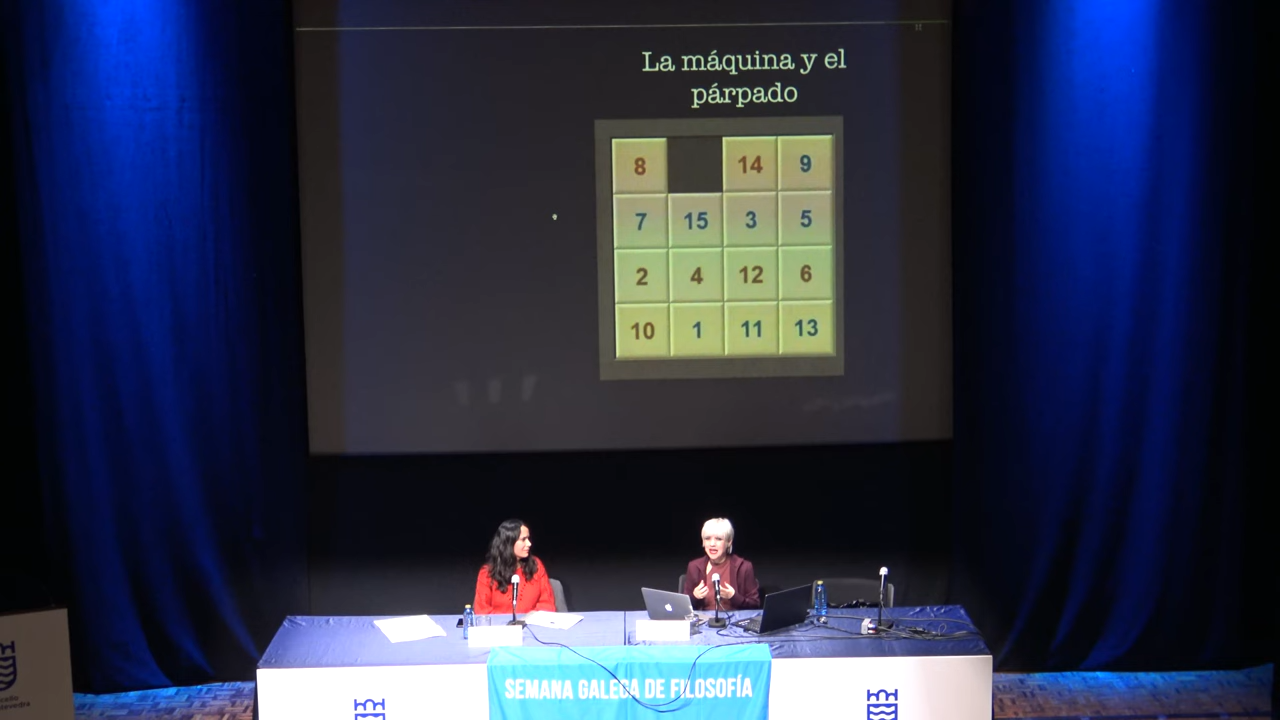 La máquina y el
párpado
8 14 9
7 15 3 5
2 4 12 6
10 1 11 13
SEMANA GALEGA DE FILOSOFÍA